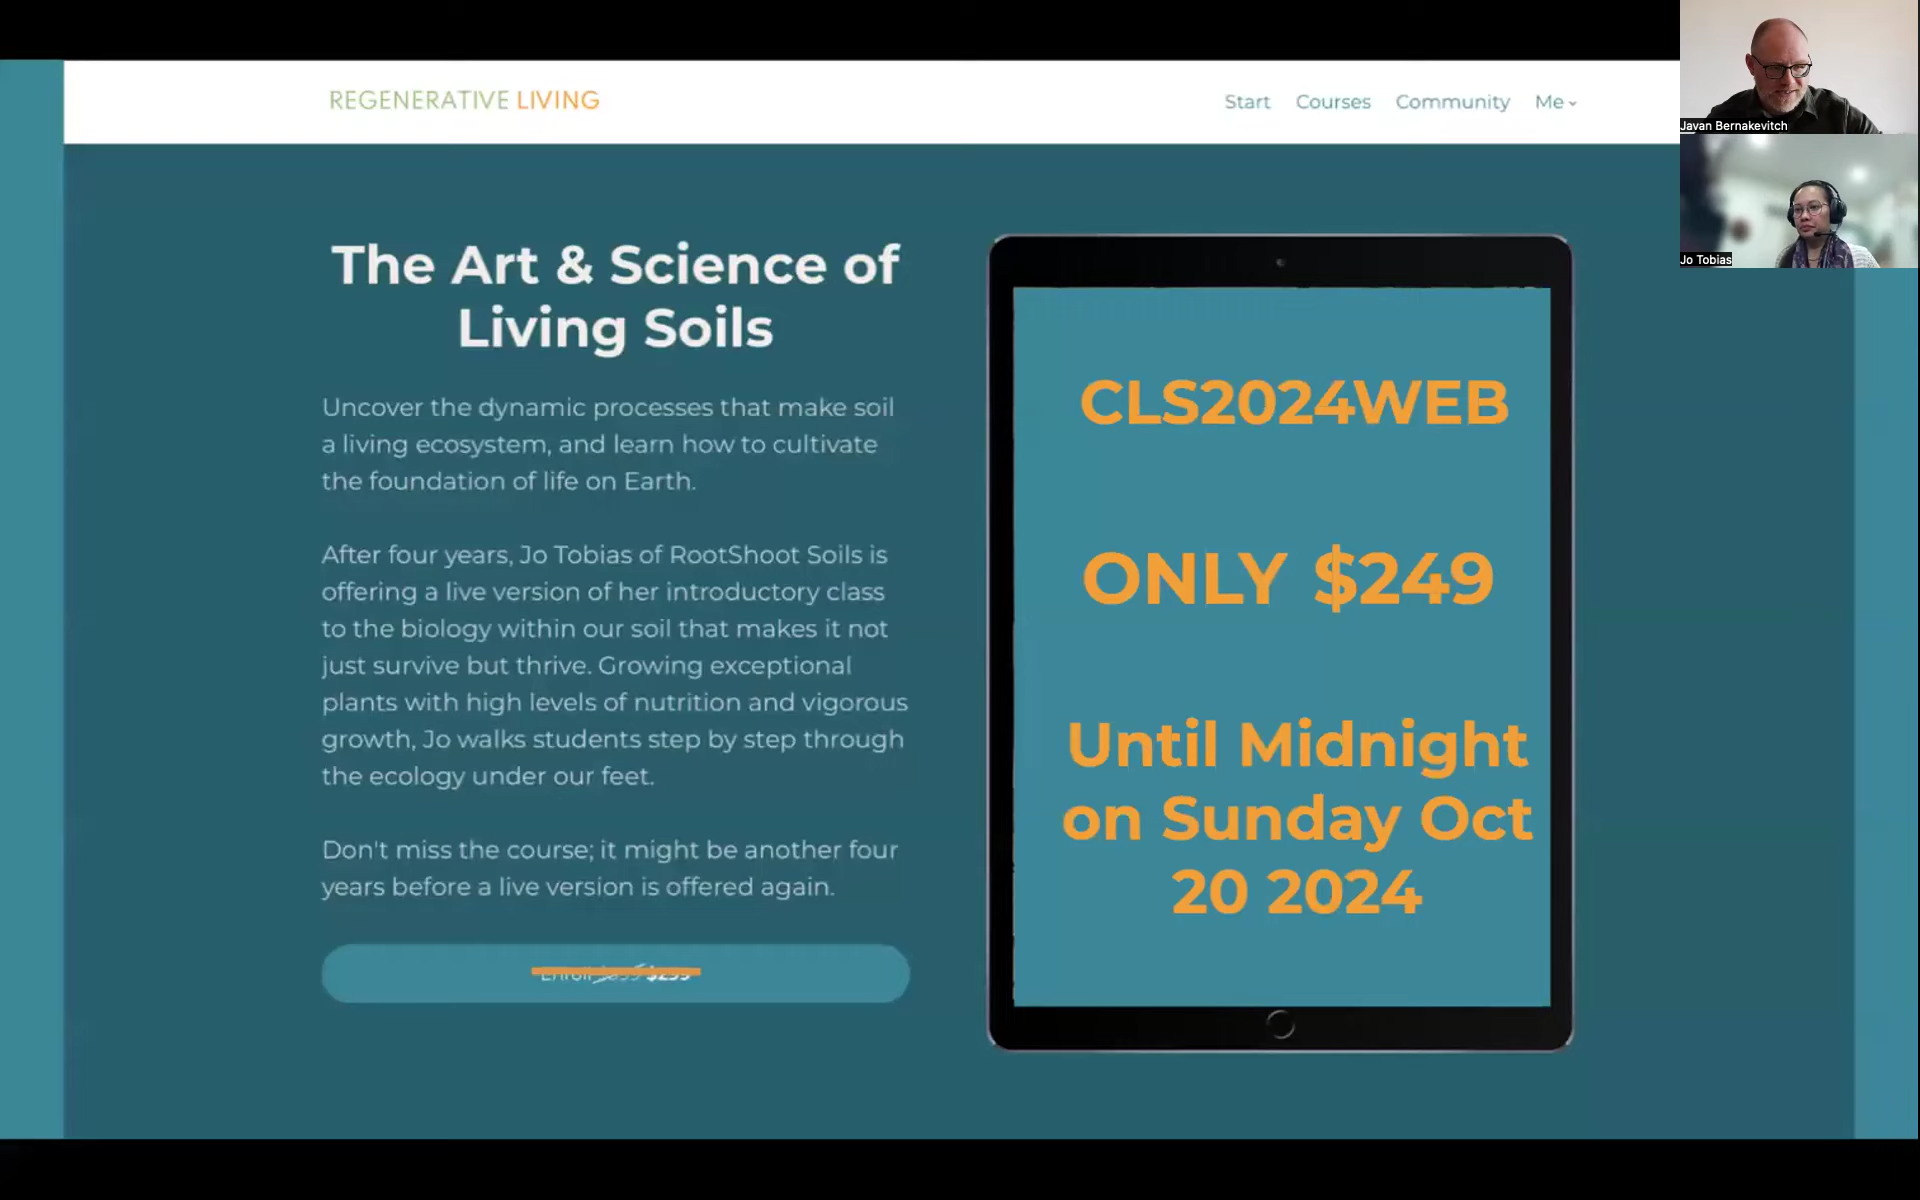 REGENERATIVE LIVING
Start Courses Community Me
Javan Bernakevitch
Jo Tobias
The Art & Science of
Living Soils
Uncover the dynamic processes that make soil
a living ecosystem, and learn how to cultivate
the foundation of life on Earth.
After four years, Jo Tobias of RootShoot Soils is
offering a live version of her introductory class
to the biology within our soil that makes it not
just survive but thrive. Growing exceptional
plants with high levels of nutrition and vigorous
growth, Jo walks students step by step through
the ecology under our feet.
Don't miss the course; it might be another four
years before a live version is offered again.
Enroll
CLS2024WEB
ONLY $249
Until Midnight
on Sunday Oct
20 2024